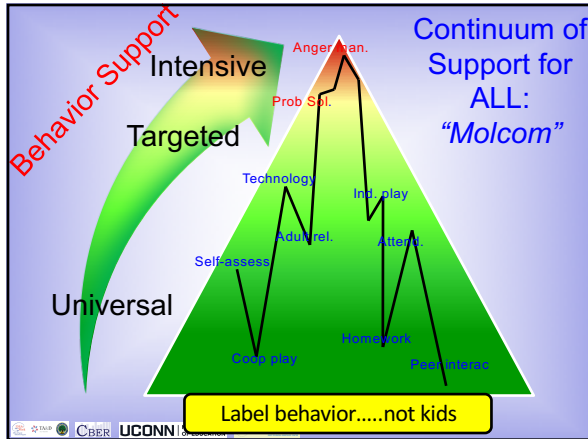 Continuum of
Support for
ALL:
“Molcom”
Behavior Support
Intensive
Targeted
Universal
Anger man.
Prob Sol.
Technology
Ind. play
Adult rel.
Attend.
Self-assess
Homework
Coop play
Peer interac
Label behavior.....not kids
CBER
UCONN